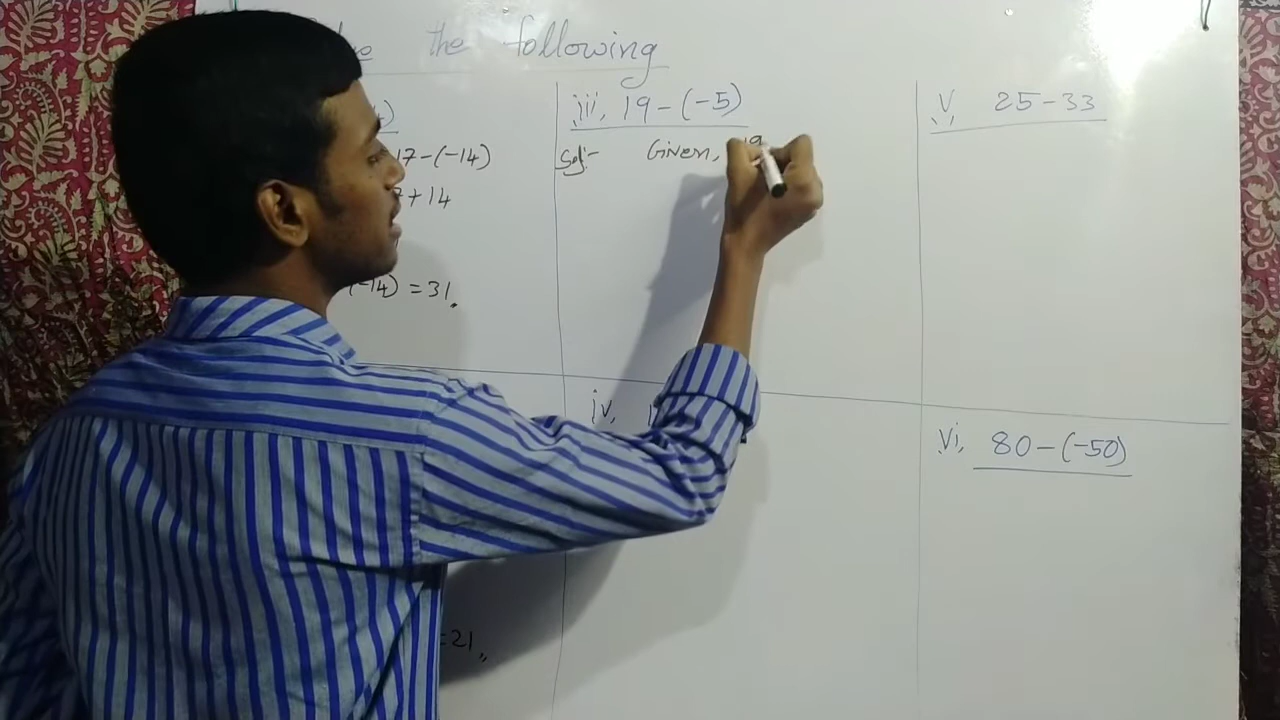 the following
17-(-14)
+ 14
(-14) = 31
= 21
iii, 19 - (-5)
Sol:- Given, 19
iv,
v, 25 - 33
vi, 80 - (-50)